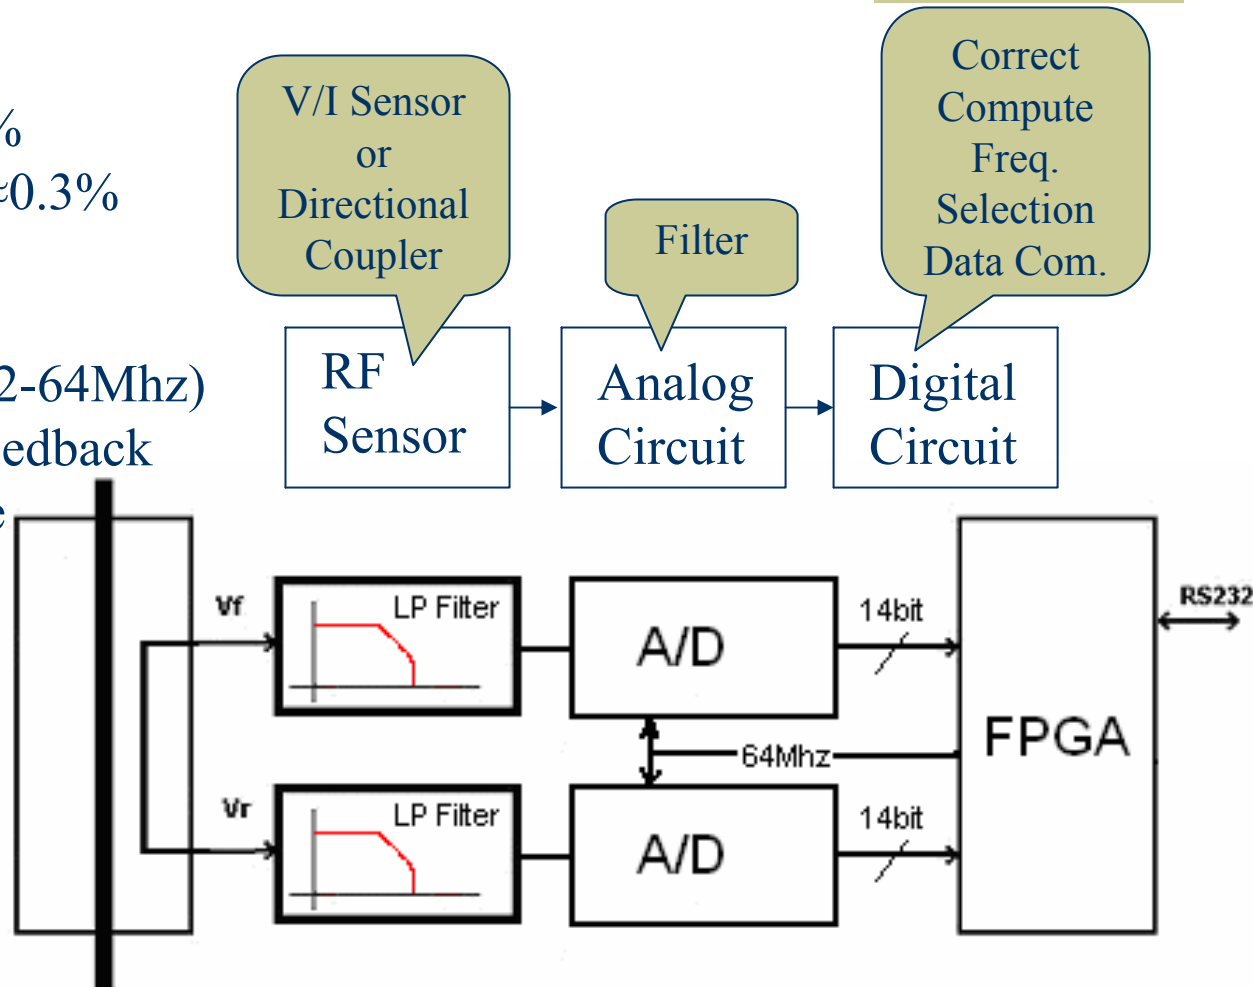 %
≈0.3%
2-64Mhz)
edback
e
V/I Sensor
or
Directional
Coupler
Filter
Correct
Compute
Freq.
Selection
Data Com.
RF
Sensor
Analog
Circuit
Digital
Circuit
Vf
LP Filter
A/D
14bit
RS232
64Mhz
FPGA
Vr
LP Filter
A/D
14bit